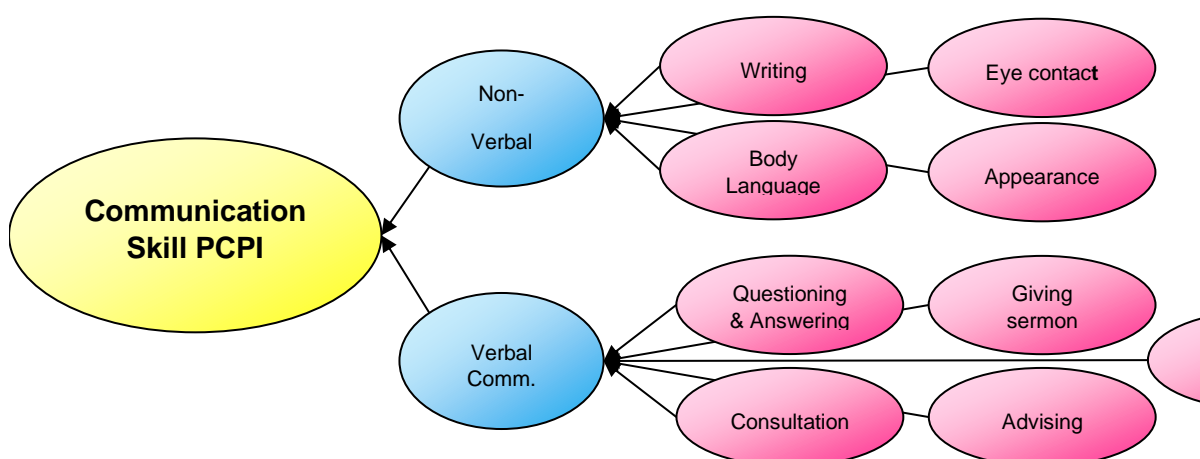 Communication
Skill PCPI
Non-
Verbal
Writing
Eye contact
Body
Language
Appearance
Verbal
Comm.
Questioning
& Answering
Giving
sermon
Consultation
Advising